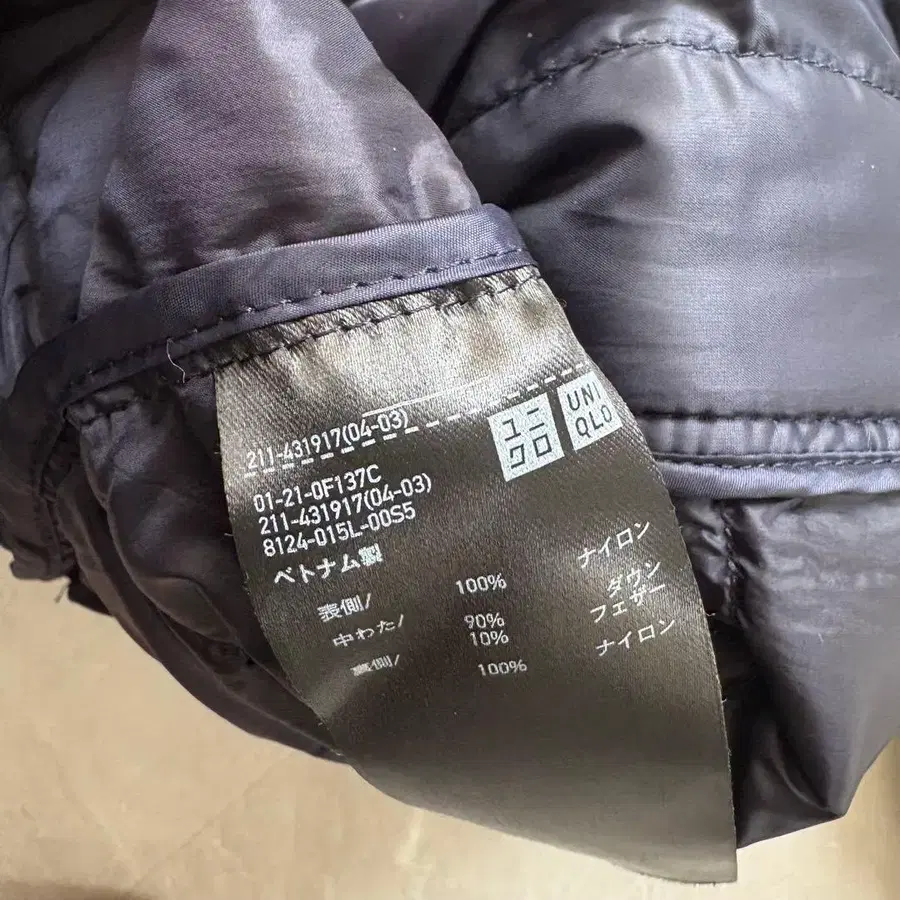 ユニ
クロ
UNI
QLO
211-431917(04-03)
01-21-0F137C
211-431917(04-03)
8124-015L-00S5
ベトナム製
表側/ 100% ナイロン
中わた/ 90% ダウン
10% フェザー
裏側/ 100% ナイロン